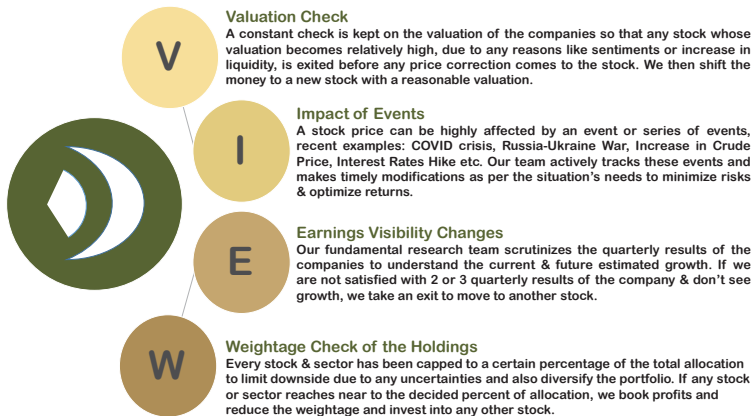 V
Valuation Check
A constant check is kept on the valuation of the companies so that any stock whose
valuation becomes relatively high, due to any reasons like sentiments or increase in
liquidity, is exited before any price correction comes to the stock. We then shift the
money to a new stock with a reasonable valuation.
I
Impact of Events
A stock price can be highly affected by an event or series of events,
recent examples: COVID crisis, Russia-Ukraine War, Increase in Crude
Price, Interest Rates Hike etc. Our team actively tracks these events and
makes timely modifications as per the situation's needs to minimize risks
& optimize returns.
E
Earnings Visibility Changes
Our fundamental research team scrutinizes the quarterly results of the
companies to understand the current & future estimated growth. If we
are not satisfied with 2 or 3 quarterly results of the company & don't see
growth, we take an exit to move to another stock.
W
Weightage Check of the Holdings
Every stock & sector has been capped to a certain percentage of the total allocation
to limit downside due to any uncertainties and also diversify the portfolio. If any stock
or sector reaches near to the decided percent of allocation, we book profits and
reduce the weightage and invest into any other stock.